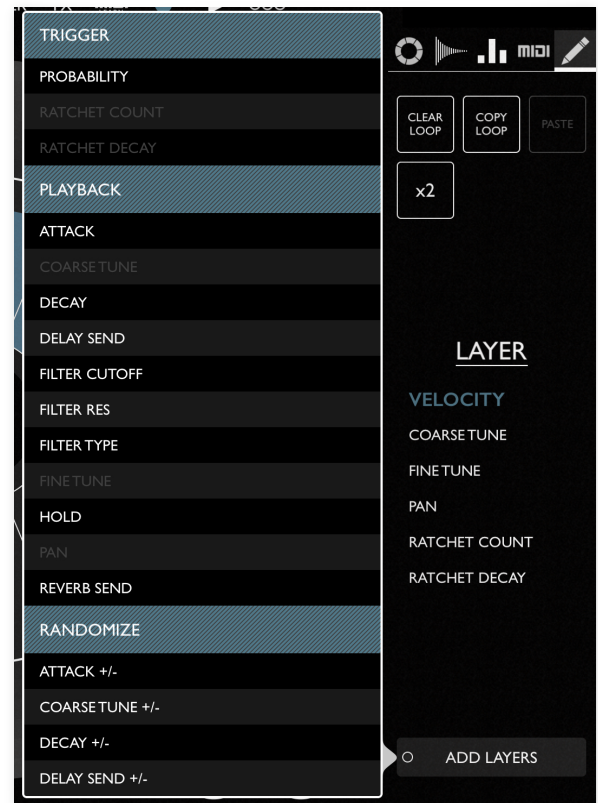 TRIGGER
PROBABILITY
RATCHET COUNT
RATCHET DECAY
PLAYBACK
ATTACK
COARSE TUNE
DECAY
DELAY SEND
FILTER CUTOFF
FILTER RES
FILTER TYPE
FINE TUNE
HOLD
PAN
REVERB SEND
RANDOMIZE
ATTACK +/-
COARSE TUNE +/-
DECAY +/-
DELAY SEND +/-
MIDI
CLEAR
LOOP
COPY
LOOP
PASTE
x2
LAYER
VELOCITY
COARSE TUNE
FINE TUNE
PAN
RATCHET COUNT
RATCHET DECAY
ADD LAYERS